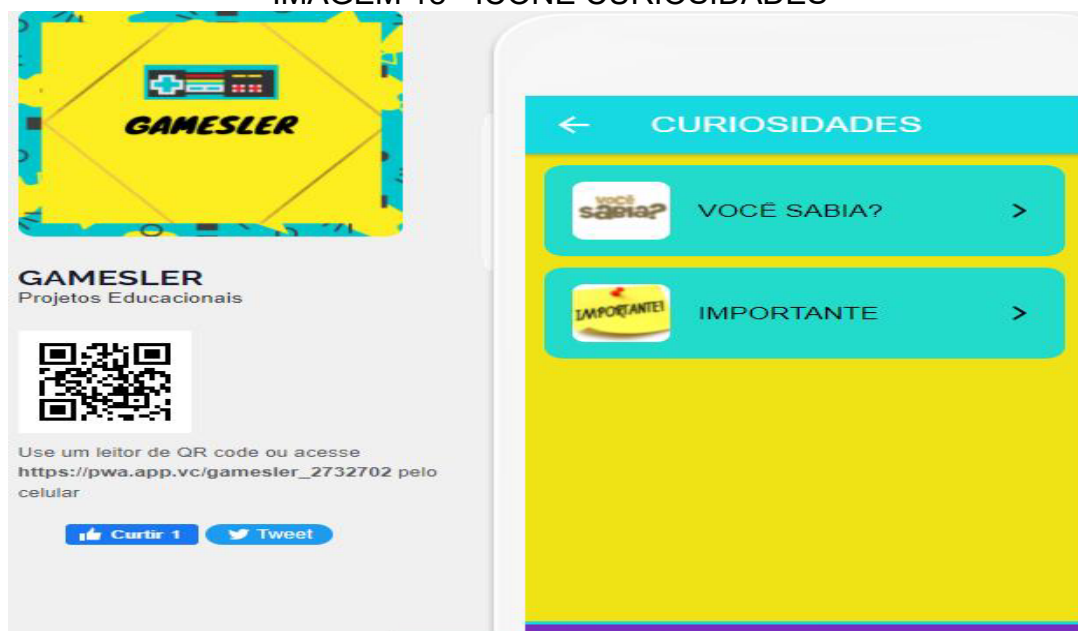 GAMESLER
GAMESLER
Projetos Educacionais
Use um leitor de QR code ou acesse
https://pwa.app.vc/gamesler_2732702 pelo
celular
Curtir 1 Tweet
CURIOSIDADES
VOCÊ SABIA?
VOCÊ SABIA?
IMPORTANTE!
IMPORTANTE